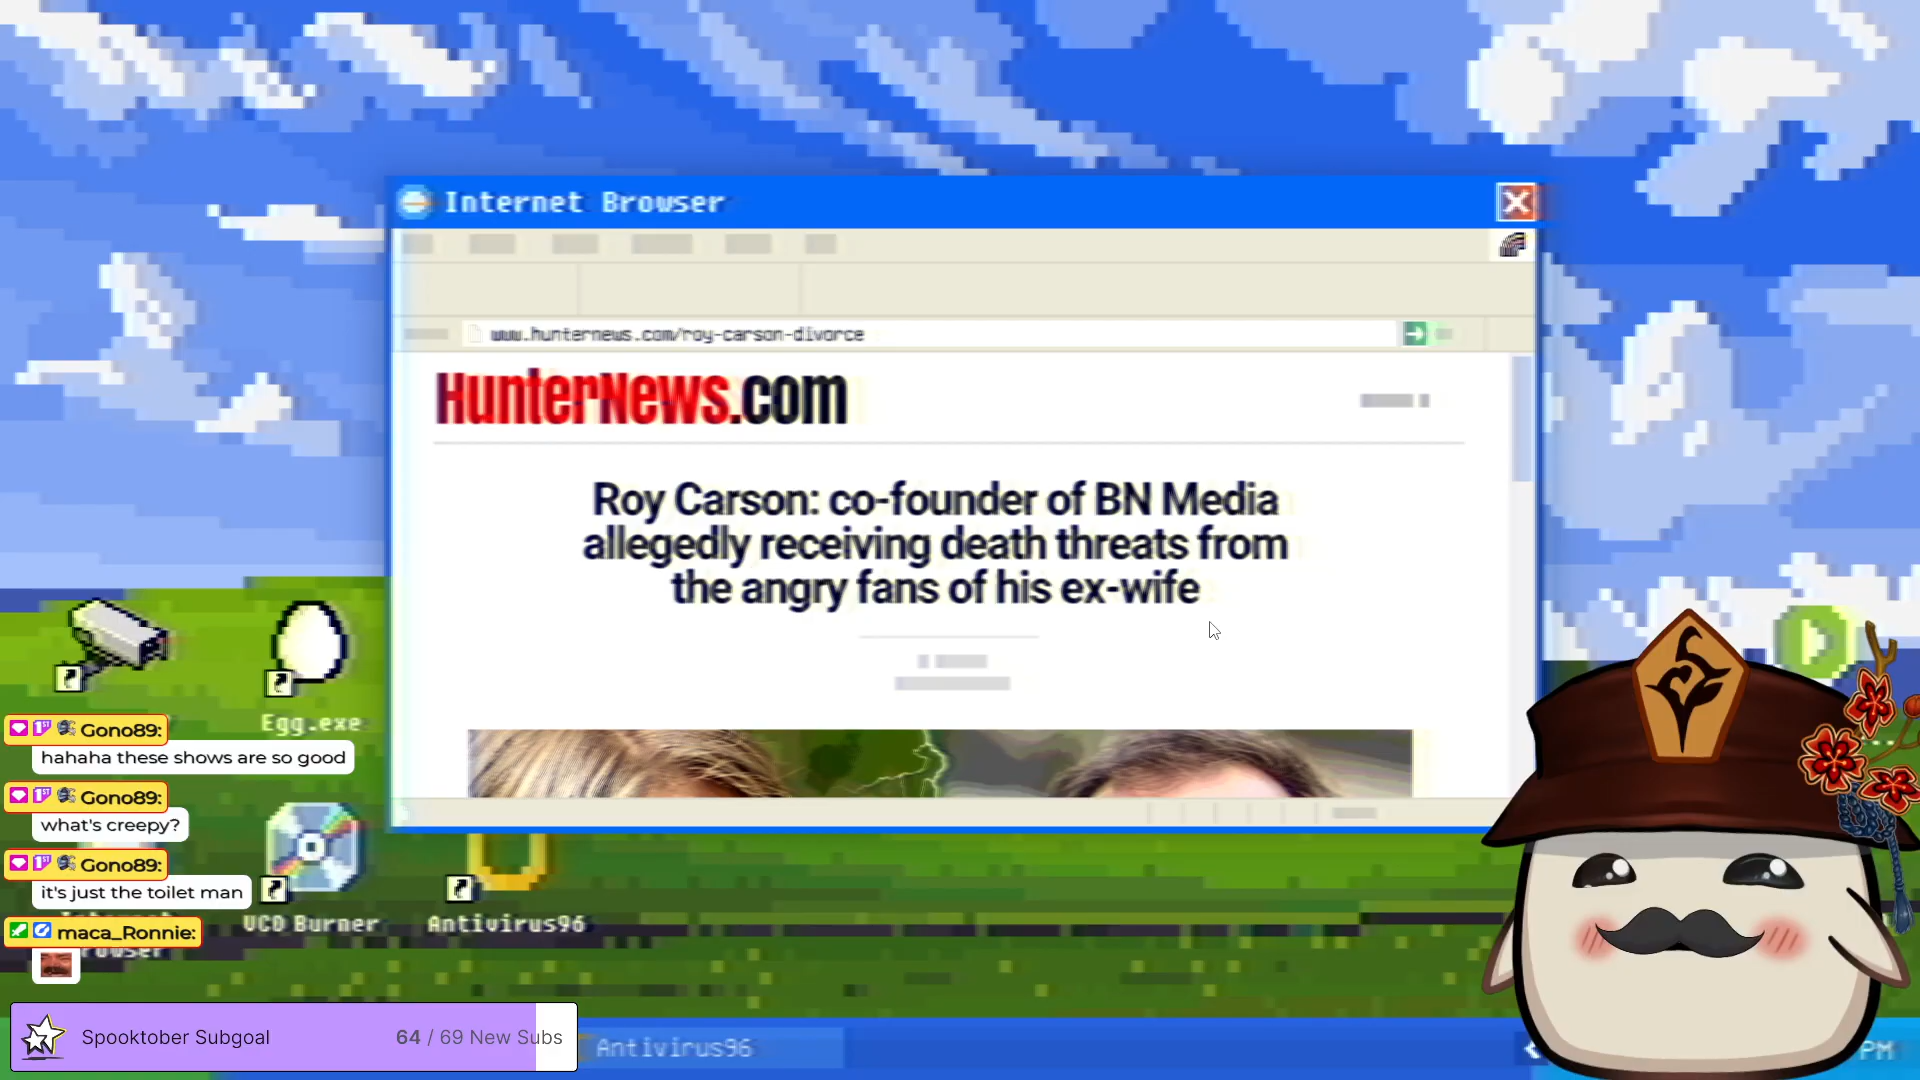 Internet Browser
www.hunternews.com/roy-carson-divorce
HunterNews.com
Roy Carson: co-founder of BN Media
allegedly receiving death threats from
the angry fans of his ex-wife
Egg.exe
Gono89:
hahaha these shows are so good
Gono89:
what's creepy?
Gono89:
it's just the toilet man
maca_Ronnie:
VCD Burner
Antivirus96
Spooktober Subgoal
64 / 69 New Subs
Antivirus96
PM